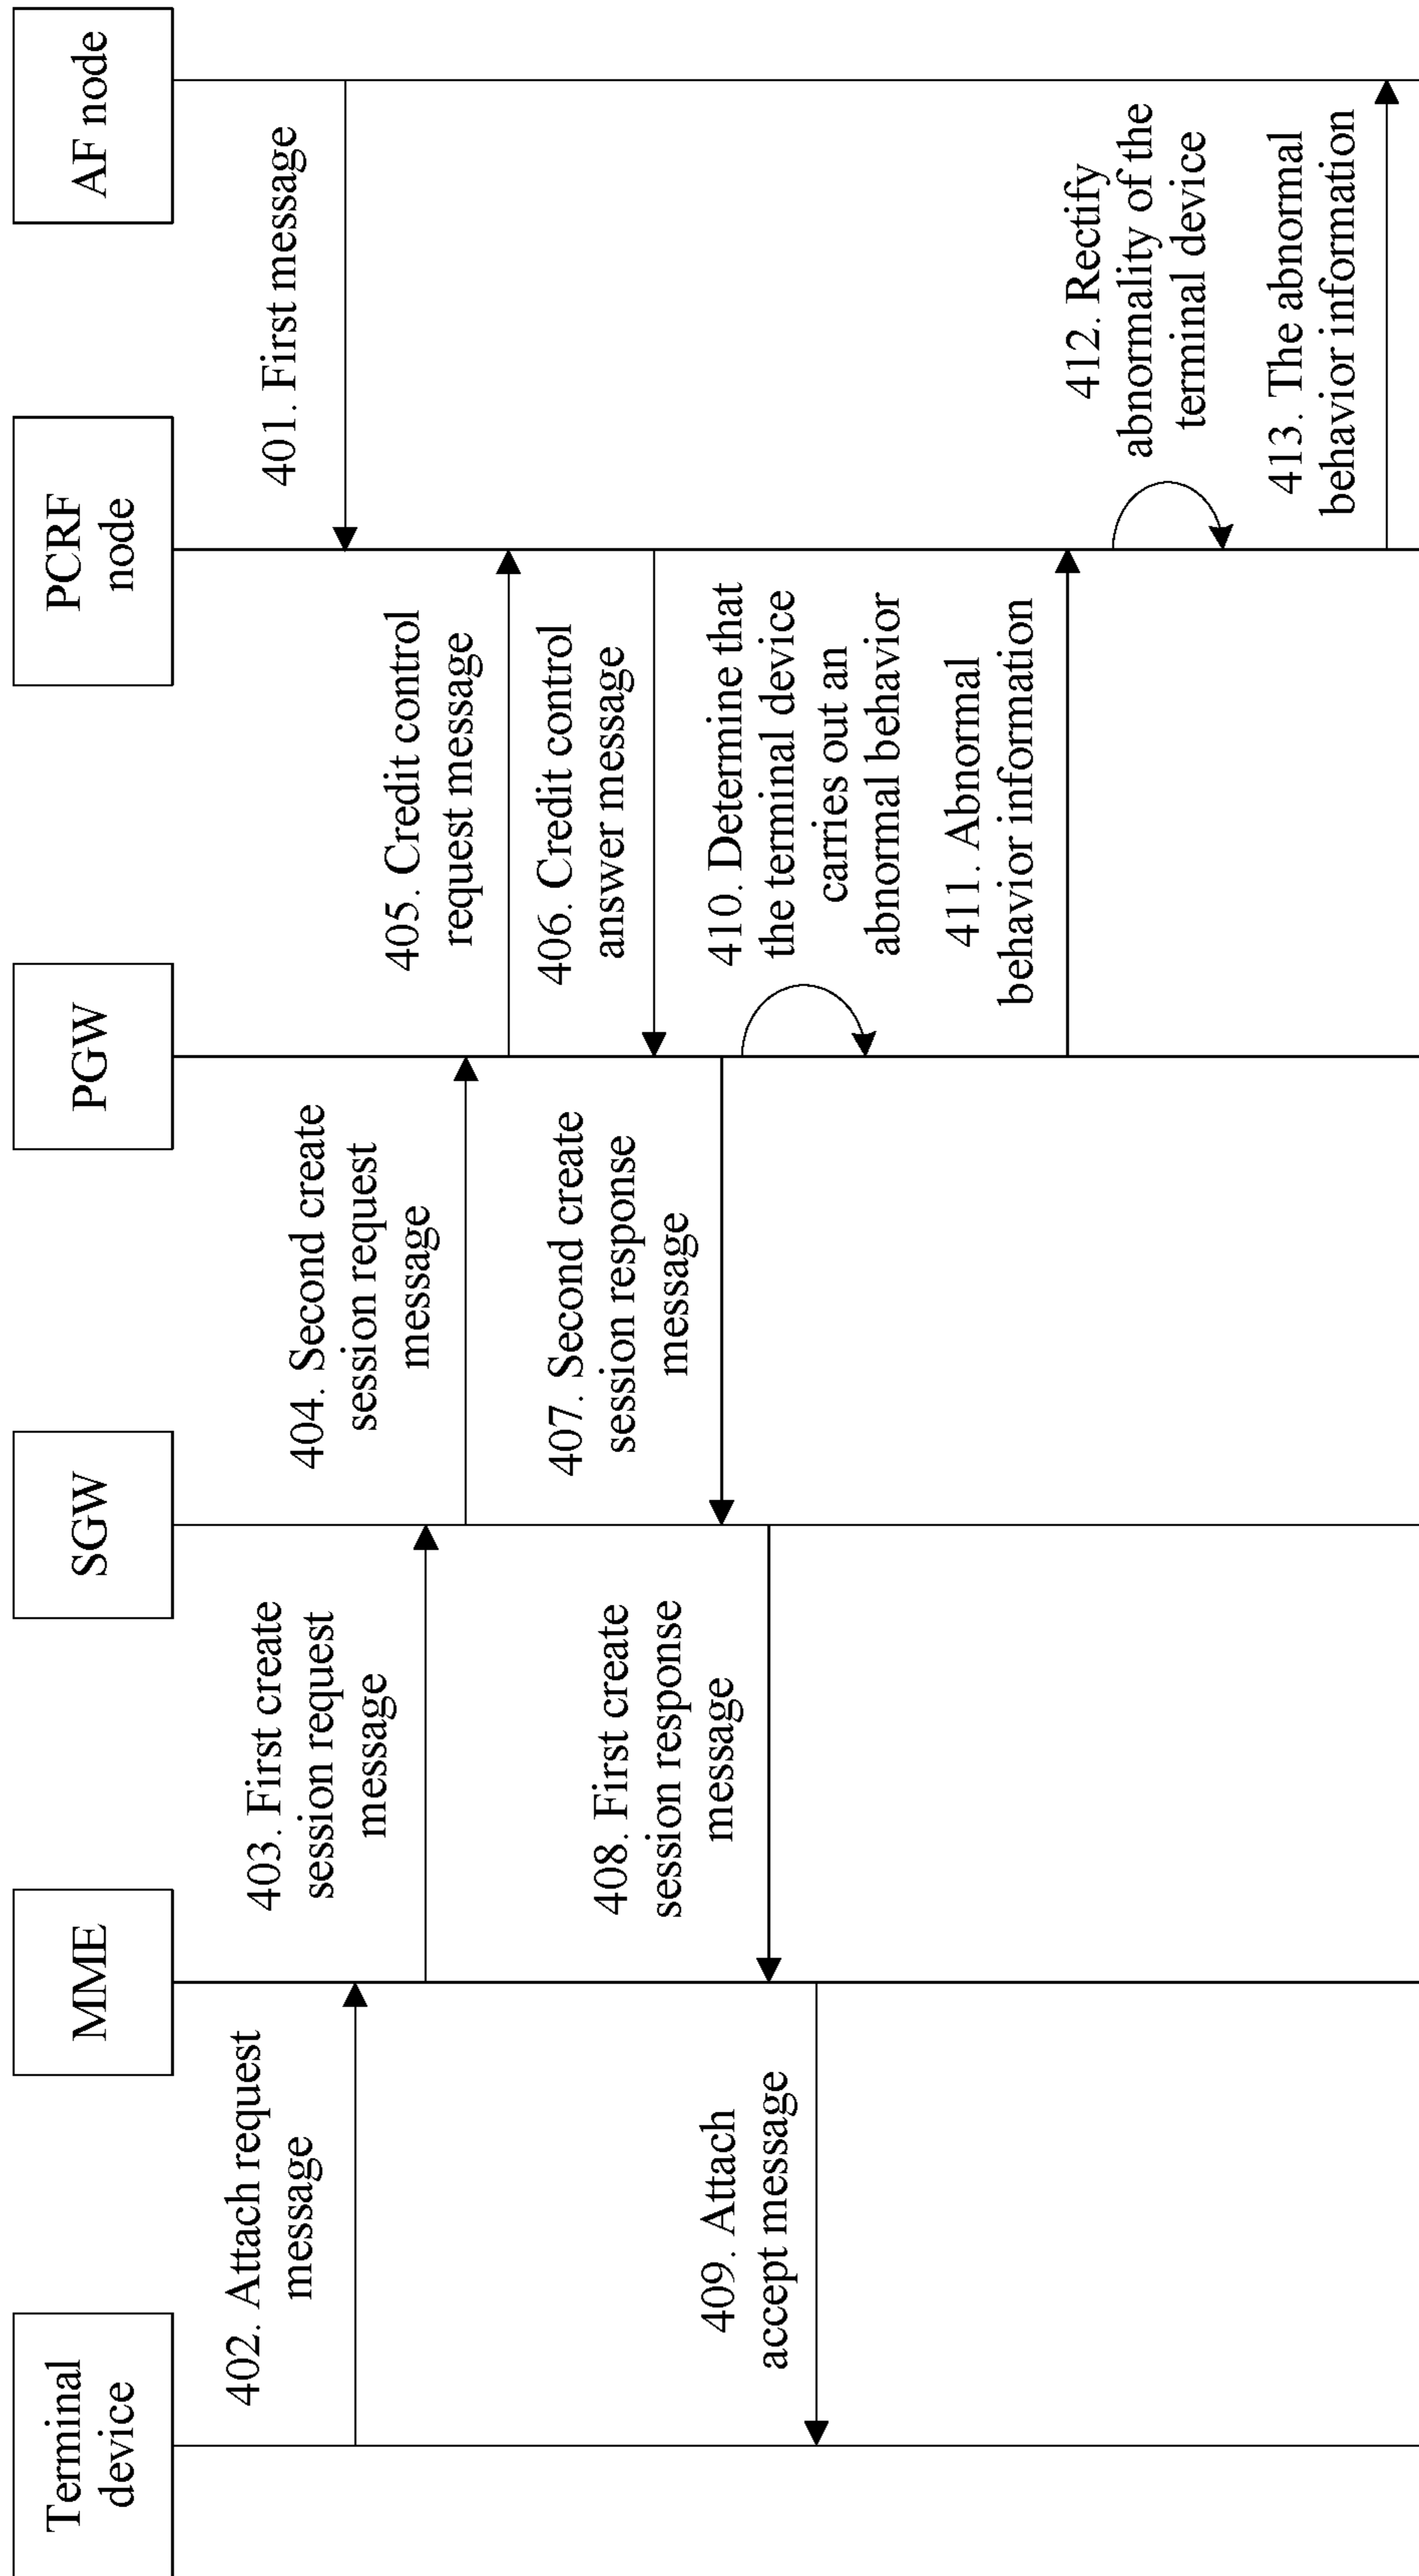 Terminal
device
MME
SGW
PGW
PCRF
node
AF node
401. First message
402. Attach request
message
403. First create
session request
message
404. Second create
session request
message
405. Credit control
request message
406. Credit control
answer message
407. Second create
session response
message
408. First create
session response
message
409. Attach
accept message
410. Determine that
the terminal device
carries out an
abnormal behavior
411. Abnormal
behavior information
412. Rectify
abnormality of the
terminal device
413. The abnormal
behavior information